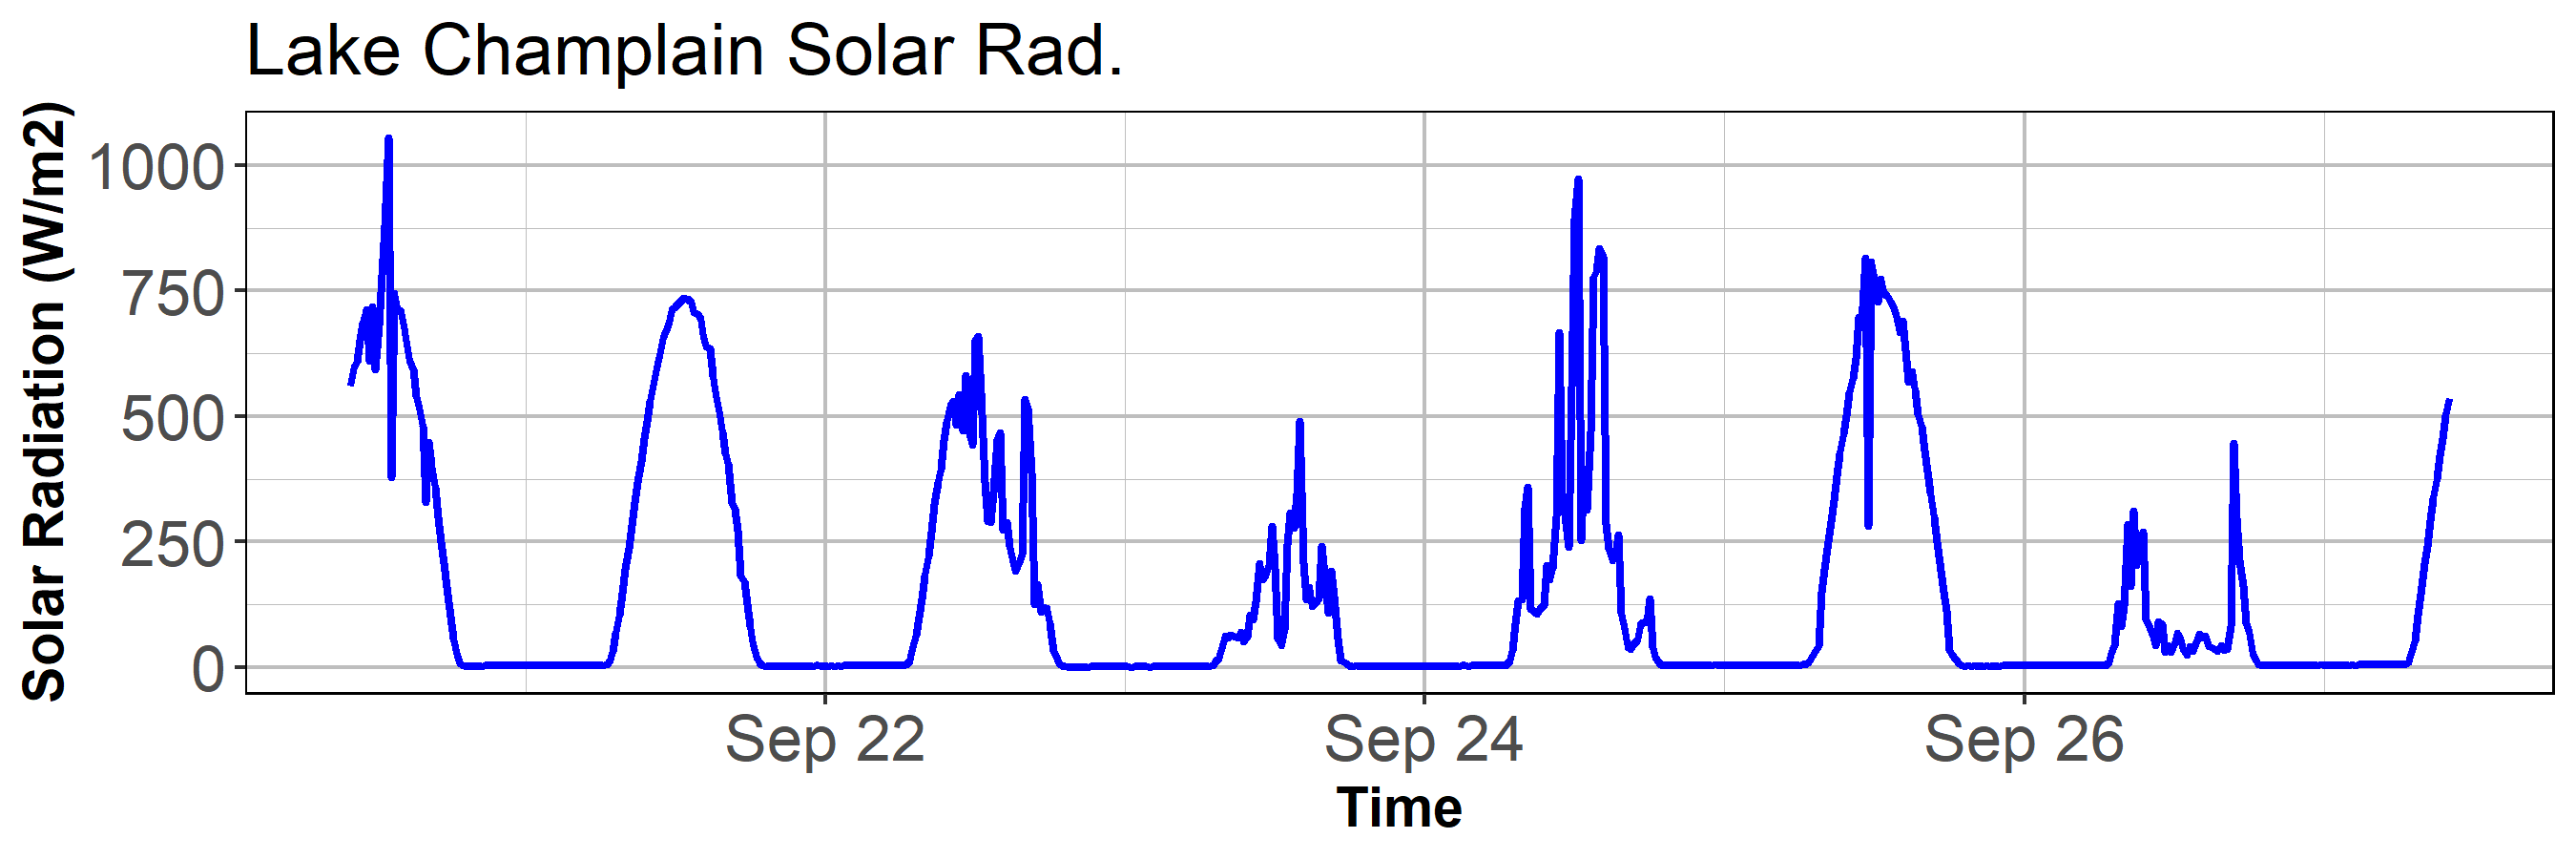 Lake Champlain Solar Rad.
Solar Radiation (W/m2)
1000
750
500
250
0
Sep 22 Sep 24 Sep 26
Time